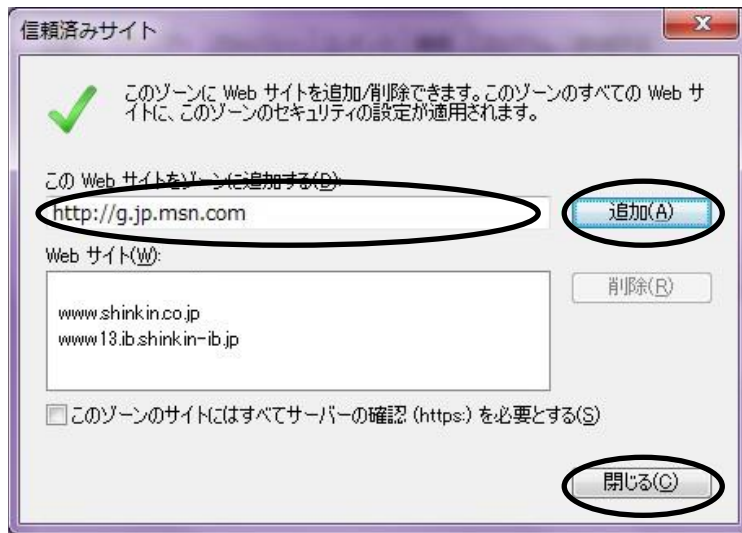 信頼済みサイト
このゾーンに Web サイトを追加/削除できます。このゾーンのすべての Web サ
イトに、このゾーンのセキュリティの設定が適用されます。
この Web サイトをゾーンに追加する(D):
http://g.jp.msn.com
追加(A)
Web サイト(W):
削除(R)
www.shinkin.co.jp
www13.ib.shinkin-ib.jp
このゾーンのサイトにはすべてサーバーの確認 (https:) を必要とする(S)
閉じる(C)